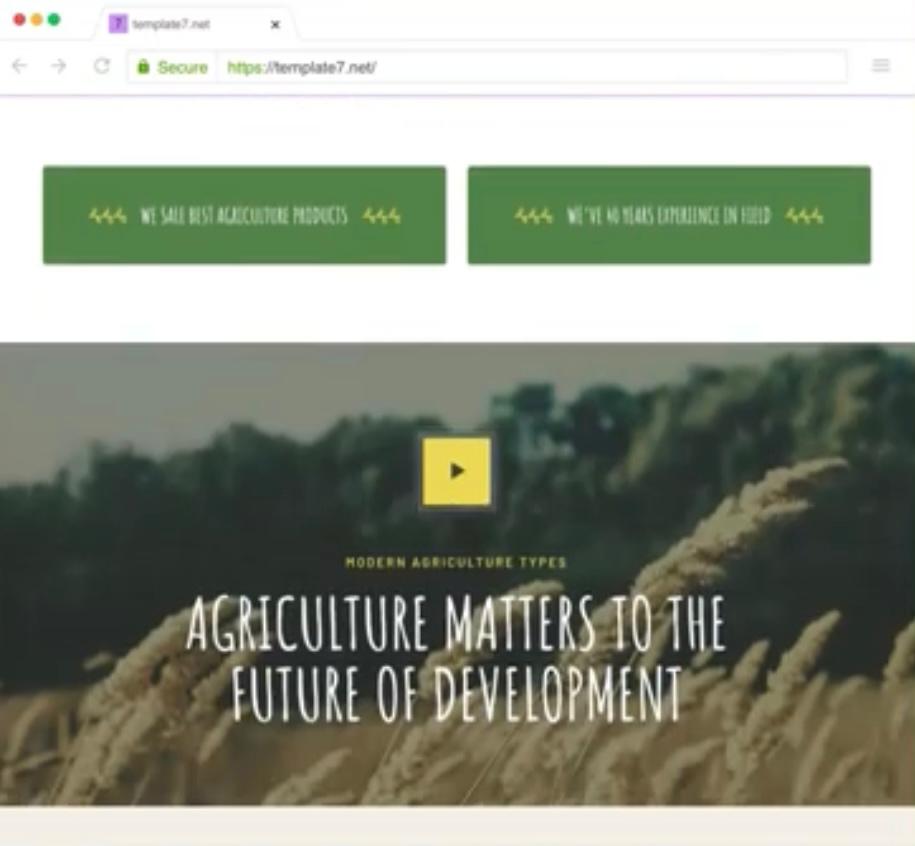 7 template7.net
Secure https://template7.net/
WE SALE BEST AGRICULTURE PRODUCTS
WE'VE 40 YEARS EXPERIENCE IN FIELD
MODERN AGRICULTURE TYPES
AGRICULTURE MATTERS TO THE
FUTURE OF DEVELOPMENT